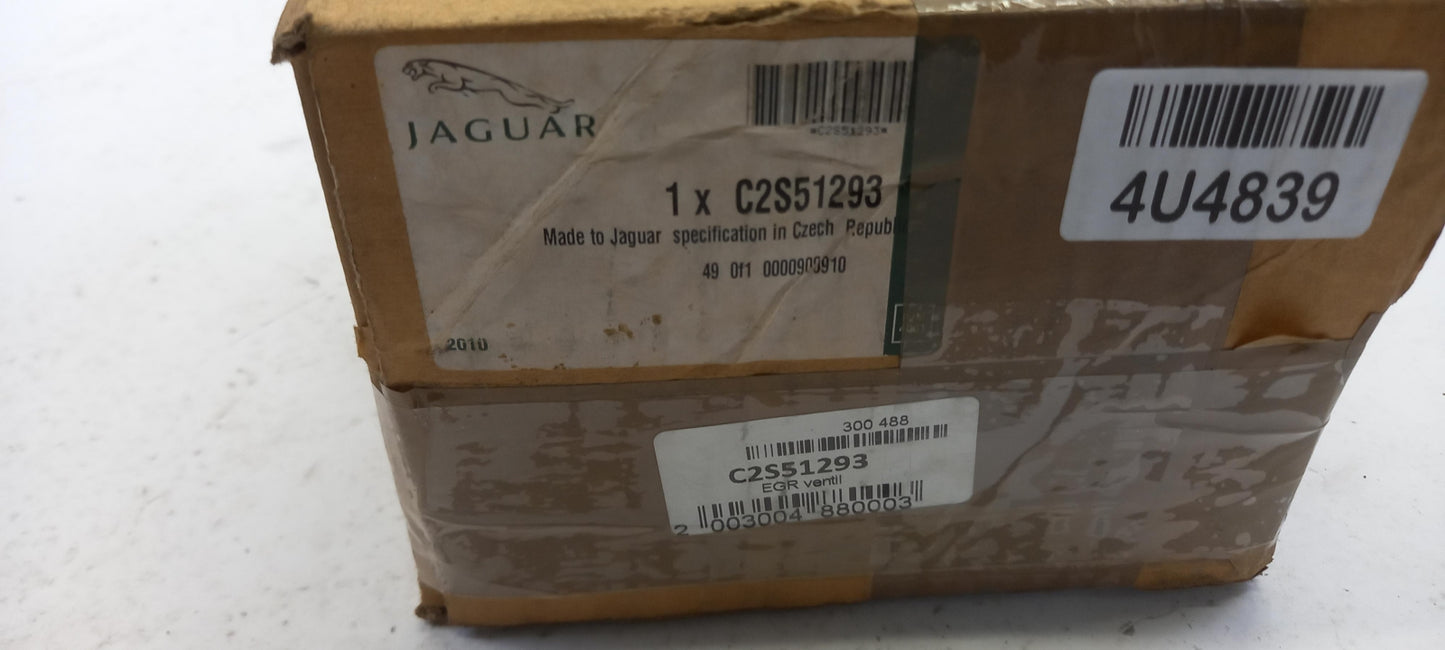 JAGUAR
*C2S51293*
1 x C2S51293
Made to Jaguar specification in Czech Republ
49 0f1 0000900910
2010
4U4839
300 488
C2S51293
EGR ventil
2 003004 880003